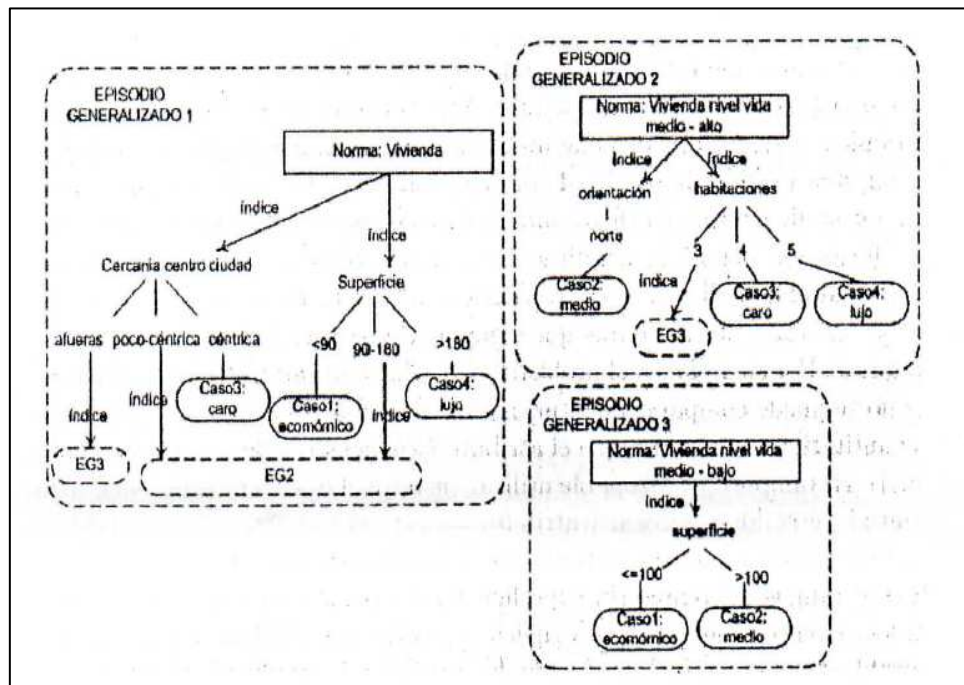 EPISODIO
GENERALIZADO 1
Norma: Vivienda
índice
índice
Cercanía centro ciudad
Superficie
afueras
poco-céntrica
céntrica
<90
90-180
>180
índice
índice
índice
Caso3:
caro
Caso1:
económico
Caso4:
lujo
EG3
EG2
EPISODIO
GENERALIZADO 2
Norma: Vivienda nivel vida
medio - alto
índice
índice
orientación
habitaciones
norte
3
4
5
índice
Caso2:
medio
Caso3:
caro
Caso4:
lujo
EG3
EPISODIO
GENERALIZADO 3
Norma: Vivienda nivel vida
medio - bajo
índice
superficie
<=100
>100
Caso1:
económico
Caso2:
medio